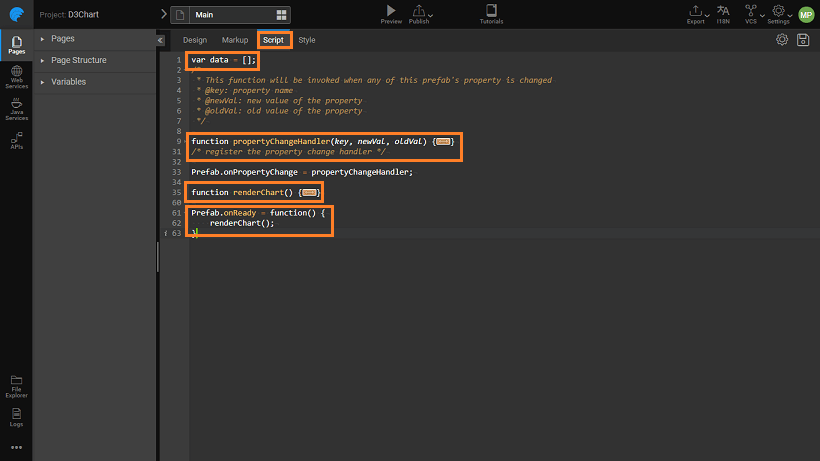 Project: D3Chart
Main
Preview
Publish
Tutorials
Export
I18N
VCS
Settings
MP
Pages
Web
Services
Java
Services
APIs
File
Explorer
Logs
Pages
Page Structure
Variables
Design
Markup
Script
Style
1 var data = [];
2 /*
3 * This function will be invoked when any of this prefab's property is changed
4 * @key: property name
5 * @newVal: new value of the property
6 * @oldVal: old value of the property
7 */
8
9 function propertyChangeHandler(key, newVal, oldVal) {...}
31 /* register the property change handler */
32
33 Prefab.onPropertyChange = propertyChangeHandler;
34
35 function renderChart() {...}
60
61 Prefab.onReady = function() {
62 renderChart();
i 63 }